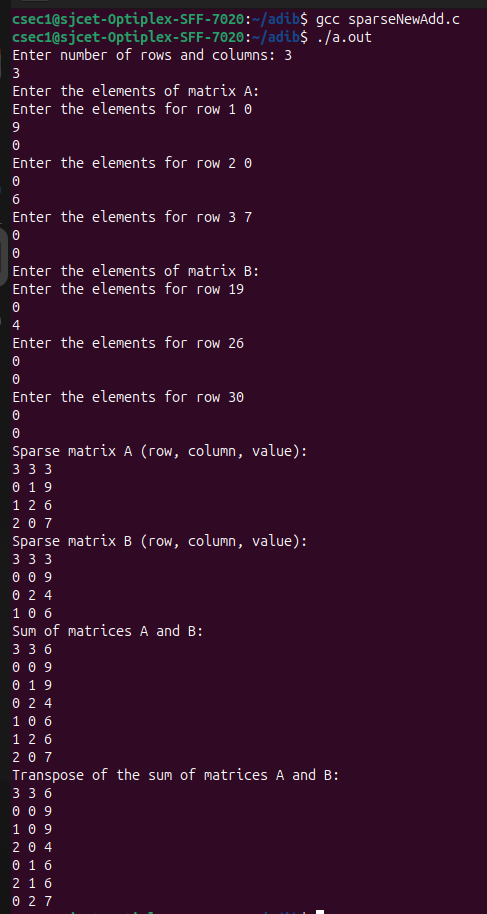 csec1@sjcet-Optiplex-SFF-7020:~/adib$ gcc sparseNewAdd.c
csec1@sjcet-Optiplex-SFF-7020:~/adib$ ./a.out
Enter number of rows and columns: 3
3
Enter the elements of matrix A:
Enter the elements for row 1 0
9
0
Enter the elements for row 2 0
0
6
Enter the elements for row 3 7
0
0
Enter the elements of matrix B:
Enter the elements for row 19
0
4
Enter the elements for row 26
0
0
Enter the elements for row 30
0
0
Sparse matrix A (row, column, value):
3 3 3
0 1 9
1 2 6
2 0 7
Sparse matrix B (row, column, value):
3 3 3
0 0 9
0 2 4
1 0 6
Sum of matrices A and B:
3 3 6
0 0 9
0 1 9
0 2 4
1 0 6
1 2 6
2 0 7
Transpose of the sum of matrices A and B:
3 3 6
0 0 9
1 0 9
2 0 4
0 1 6
2 1 6
0 2 7